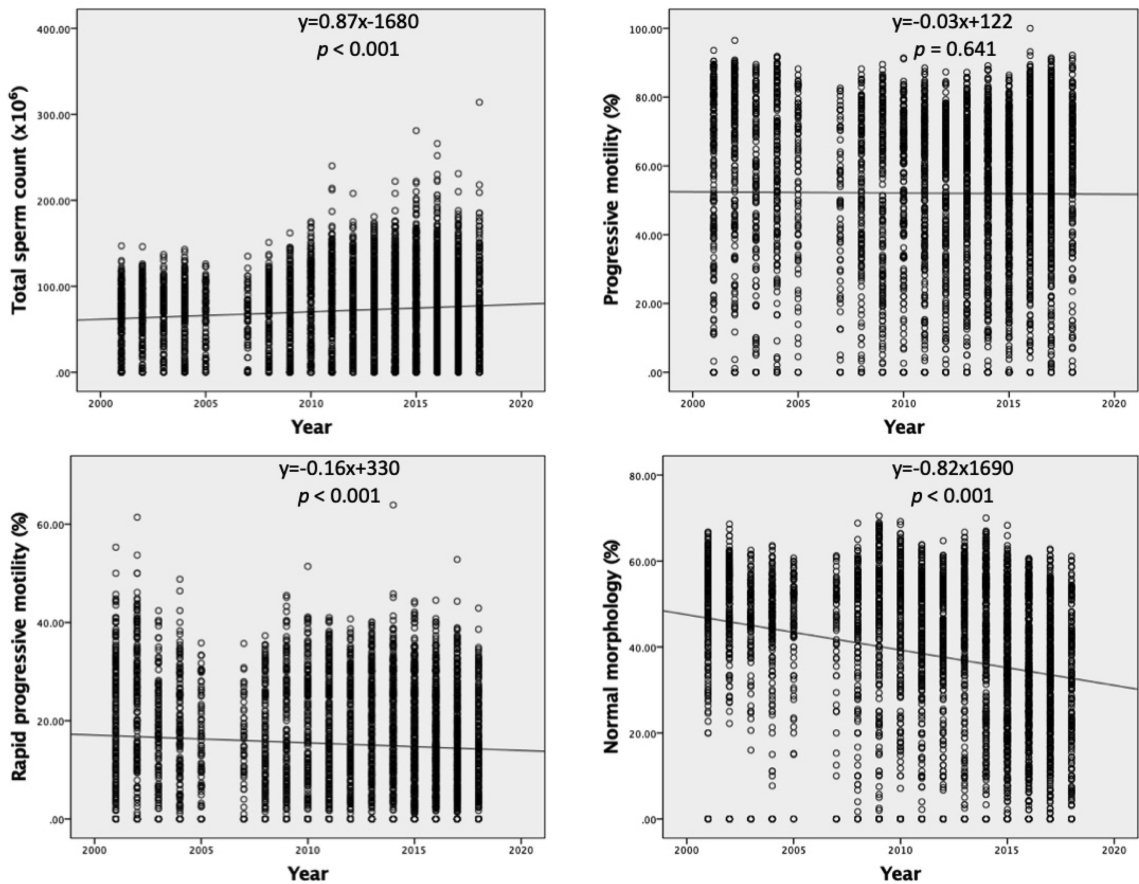 y=0.87x-1680
p < 0.001
Total sperm count (x10⁶)
400.00
300.00
200.00
100.00
.00
2000 2005 2010 2015 2020
Year
y=-0.03x+122
p = 0.641
Progressive motility (%)
100.00
80.00
60.00
40.00
20.00
.00
2000 2005 2010 2015 2020
Year
y=-0.16x+330
p < 0.001
Rapid progressive motility (%)
60.00
40.00
20.00
.00
2000 2005 2010 2015 2020
Year
y=-0.82x1690
p < 0.001
Normal morphology (%)
80.00
60.00
40.00
20.00
.00
2000 2005 2010 2015 2020
Year